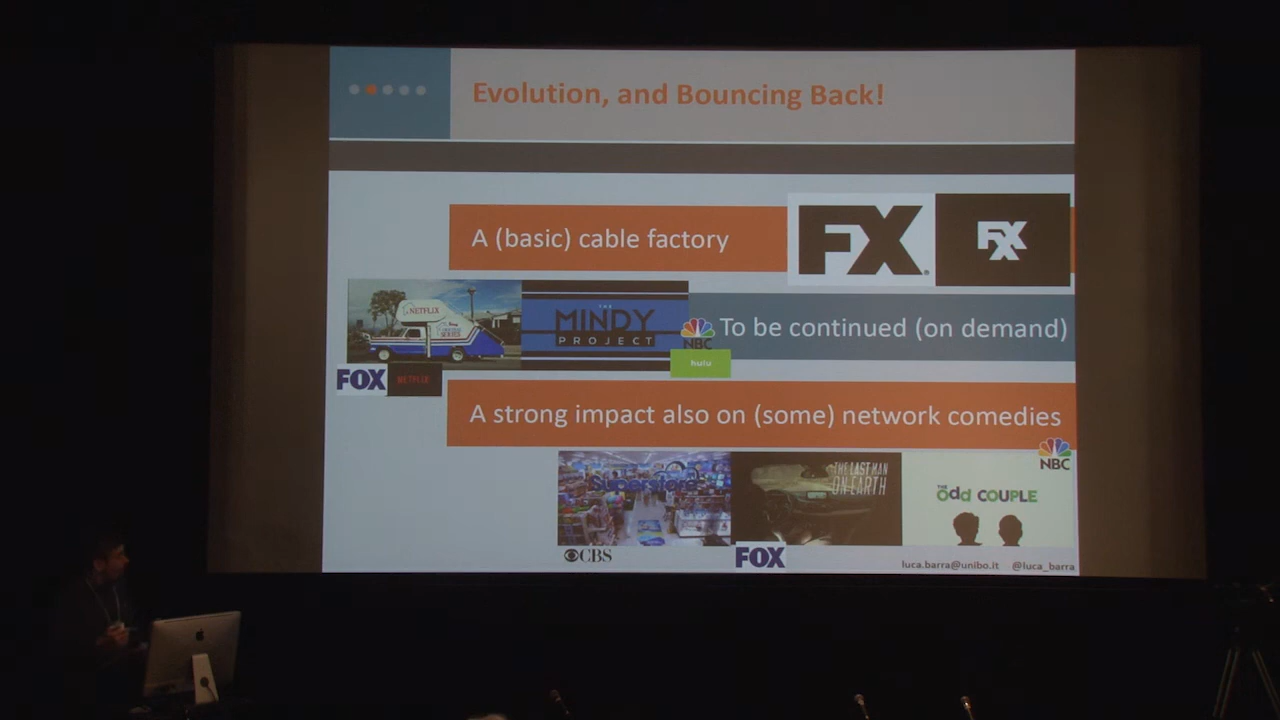 Evolution, and Bouncing Back!
A (basic) cable factory
FX
FXX
NETFLIX
THE
MINDY
PROJECT
NBC
To be continued (on demand)
hulu
FOX
NETFLIX
A strong impact also on (some) network comedies
NBC
Superstore
THE LAST MAN
ON EARTH
THE
odd COUPLE
CBS
FOX
luca.barra@unibo.it @luca_barra